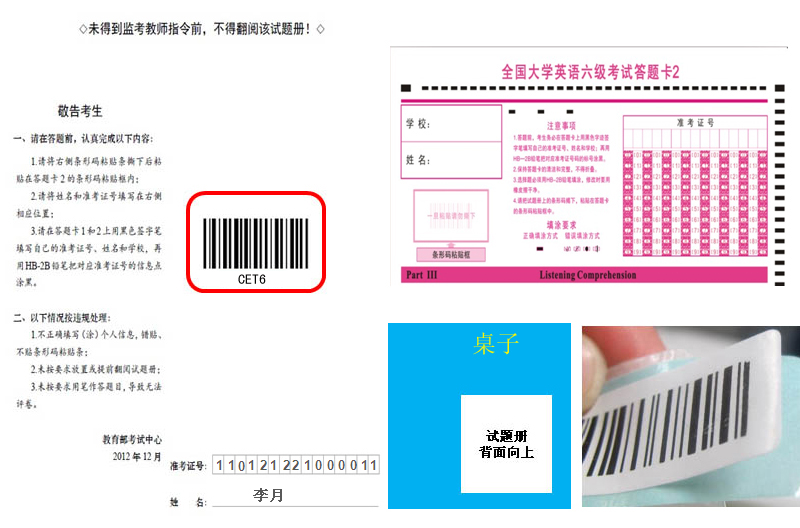 ◇未得到监考教师指令前，不得翻阅该试题册！◇
敬告考生
一、请在答题前，认真完成以下内容：
1.请将右侧条形码粘贴条撕下后粘
贴在答题卡2的条形码粘贴框内；
2.请将姓名和准考证号填写在右侧
相应位置；
3.请在答题卡1和2上用黑色签字笔
填写自己的准考证号、姓名和学校，再
用HB-2B铅笔把对应准考证号的信息点
涂黑。
二、以下情况按违规处理：
1.不正确填写（涂）个人信息，错贴、
不贴条形码粘贴条；
2.未按要求放置或提前翻阅试题册；
3.未按要求用笔作答题目，导致无法
评卷。
教育部考试中心
2012年12月
CET6
准考证号：110121221000011
姓 名：李月
全国大学英语六级考试答题卡2
学校：
姓名：
注意事项
准考证号
填涂要求
正确填涂方式 错误填涂方式
条形码粘贴框
Part III Listening Comprehension
桌子
试题册
背面向上